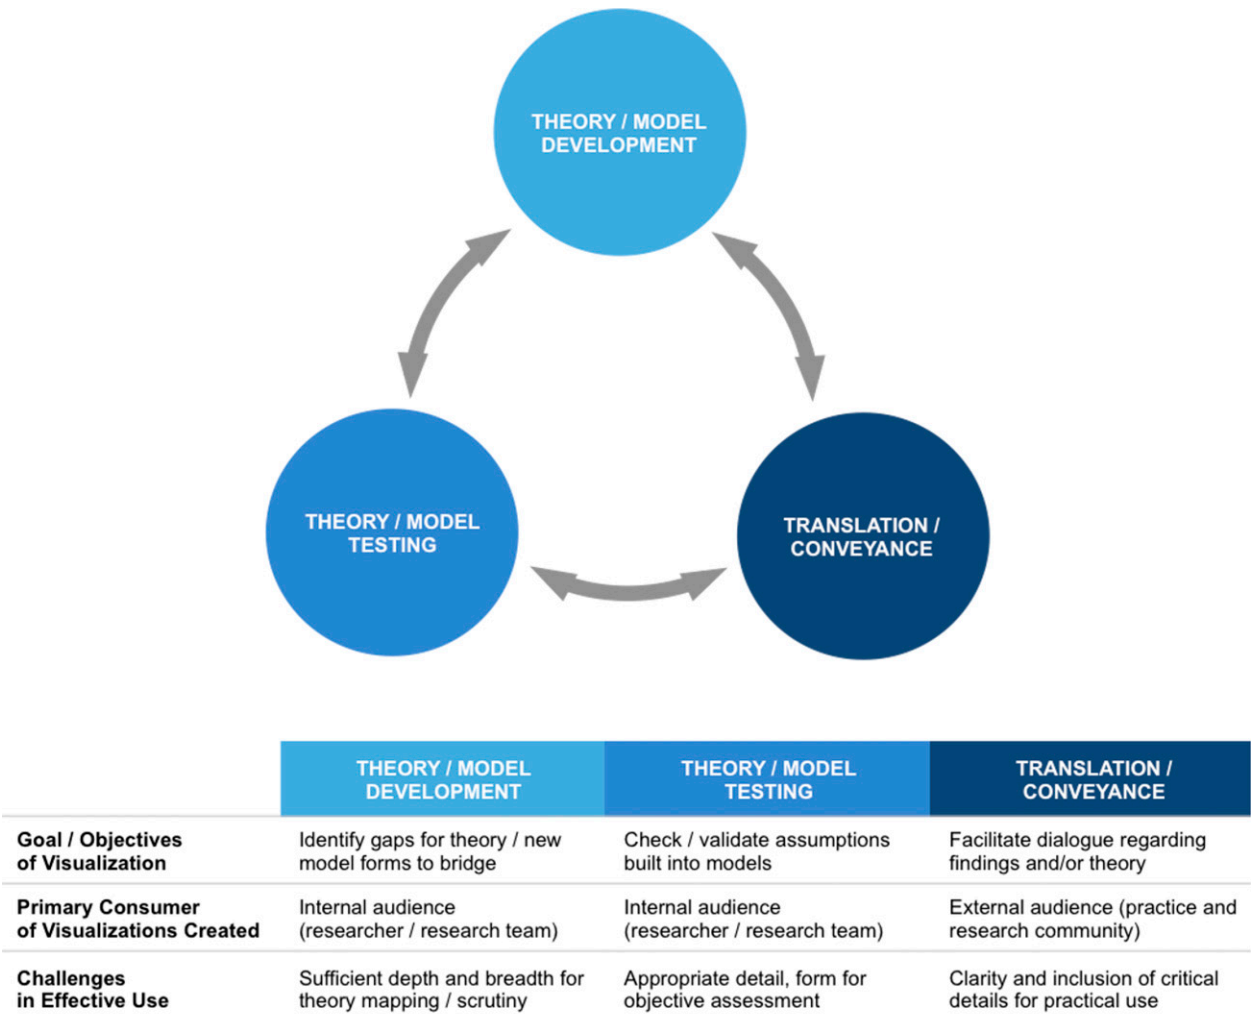 THEORY / MODEL
DEVELOPMENT
THEORY / MODEL
TESTING
TRANSLATION /
CONVEYANCE
THEORY / MODEL
DEVELOPMENT
THEORY / MODEL
TESTING
TRANSLATION /
CONVEYANCE
Goal / Objectives
of Visualization
Identify gaps for theory / new
model forms to bridge
Check / validate assumptions
built into models
Facilitate dialogue regarding
findings and/or theory
Primary Consumer
of Visualizations Created
Internal audience
(researcher / research team)
Internal audience
(researcher / research team)
External audience (practice and
research community)
Challenges
in Effective Use
Sufficient depth and breadth for
theory mapping / scrutiny
Appropriate detail, form for
objective assessment
Clarity and inclusion of critical
details for practical use